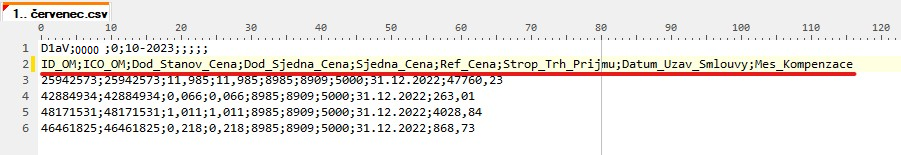 1.. červenec.csv
0 10 20 30 40 50 60 70 80 90 100 110 120
1 D1aV;0000 ;0;10-2023;;;;;
2 ID_OM;ICO_OM;Dod_Stanov_Cena;Dod_Sjedna_Cena;Sjedna_Cena;Ref_Cena;Strop_Trh_Prijmu;Datum_Uzav_Smlouvy;Mes_Kompenzace
3 25942573;25942573;11,985;11,985;8985;8909;5000;31.12.2022;47760,23
4 42884934;42884934;0,066;0,066;8985;8909;5000;31.12.2022;263,01
5 48171531;48171531;1,011;1,011;8985;8909;5000;31.12.2022;4028,84
6 46461825;46461825;0,218;0,218;8985;8909;5000;31.12.2022;868,73